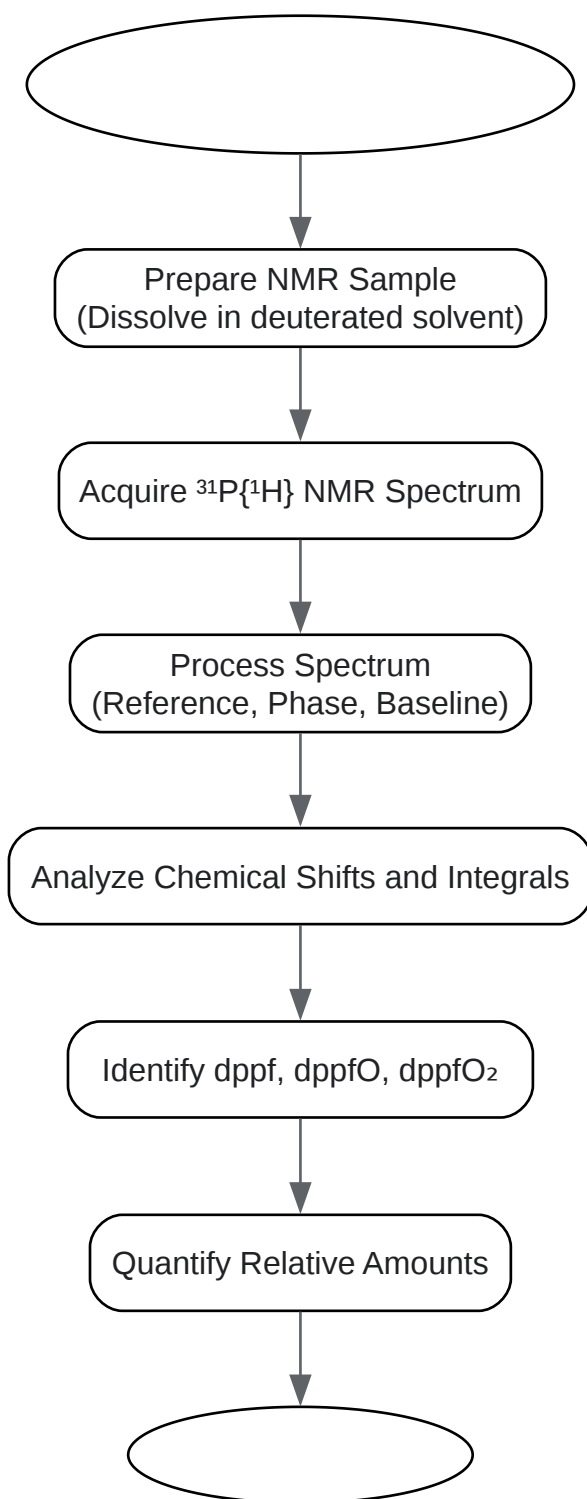 Prepare NMR Sample
(Dissolve in deuterated solvent)
Acquire ³¹P{¹H} NMR Spectrum
Process Spectrum
(Reference, Phase, Baseline)
Analyze Chemical Shifts and Integrals
Identify dppf, dppfO, dppfO₂
Quantify Relative Amounts